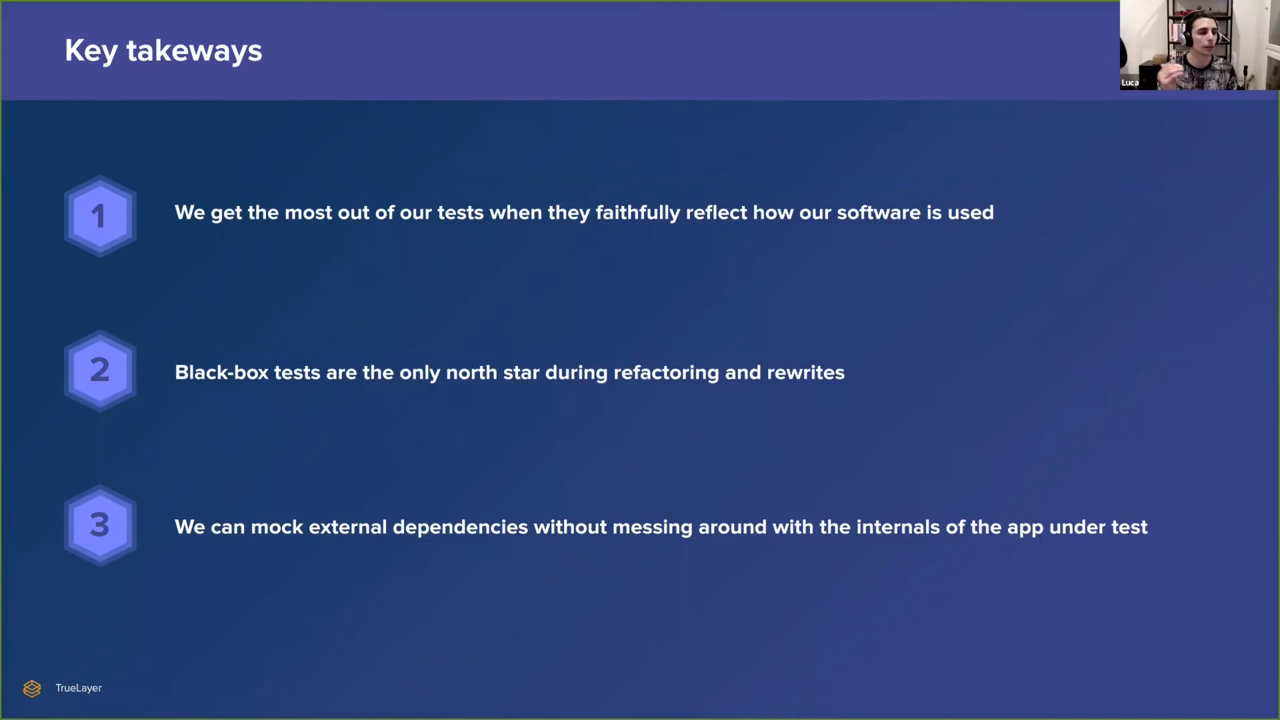 Key takeways
Luca
1
We get the most out of our tests when they faithfully reflect how our software is used
2
Black-box tests are the only north star during refactoring and rewrites
3
We can mock external dependencies without messing around with the internals of the app under test
TrueLayer